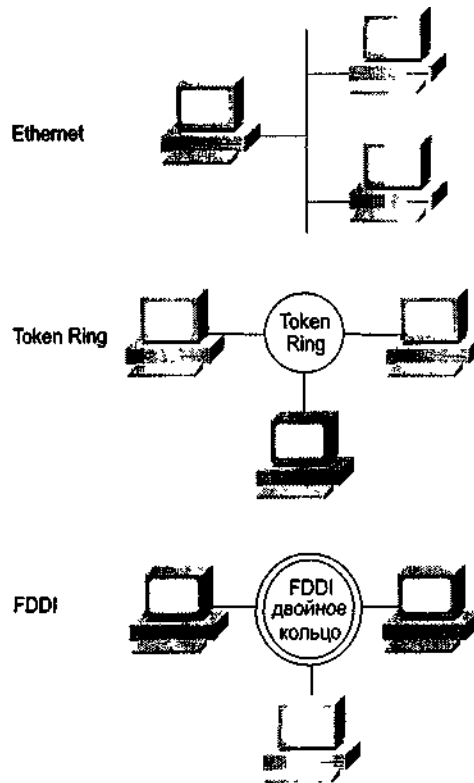 Ethernet
Token Ring
Token
Ring
FDDI
FDDI
двойное
кольцо